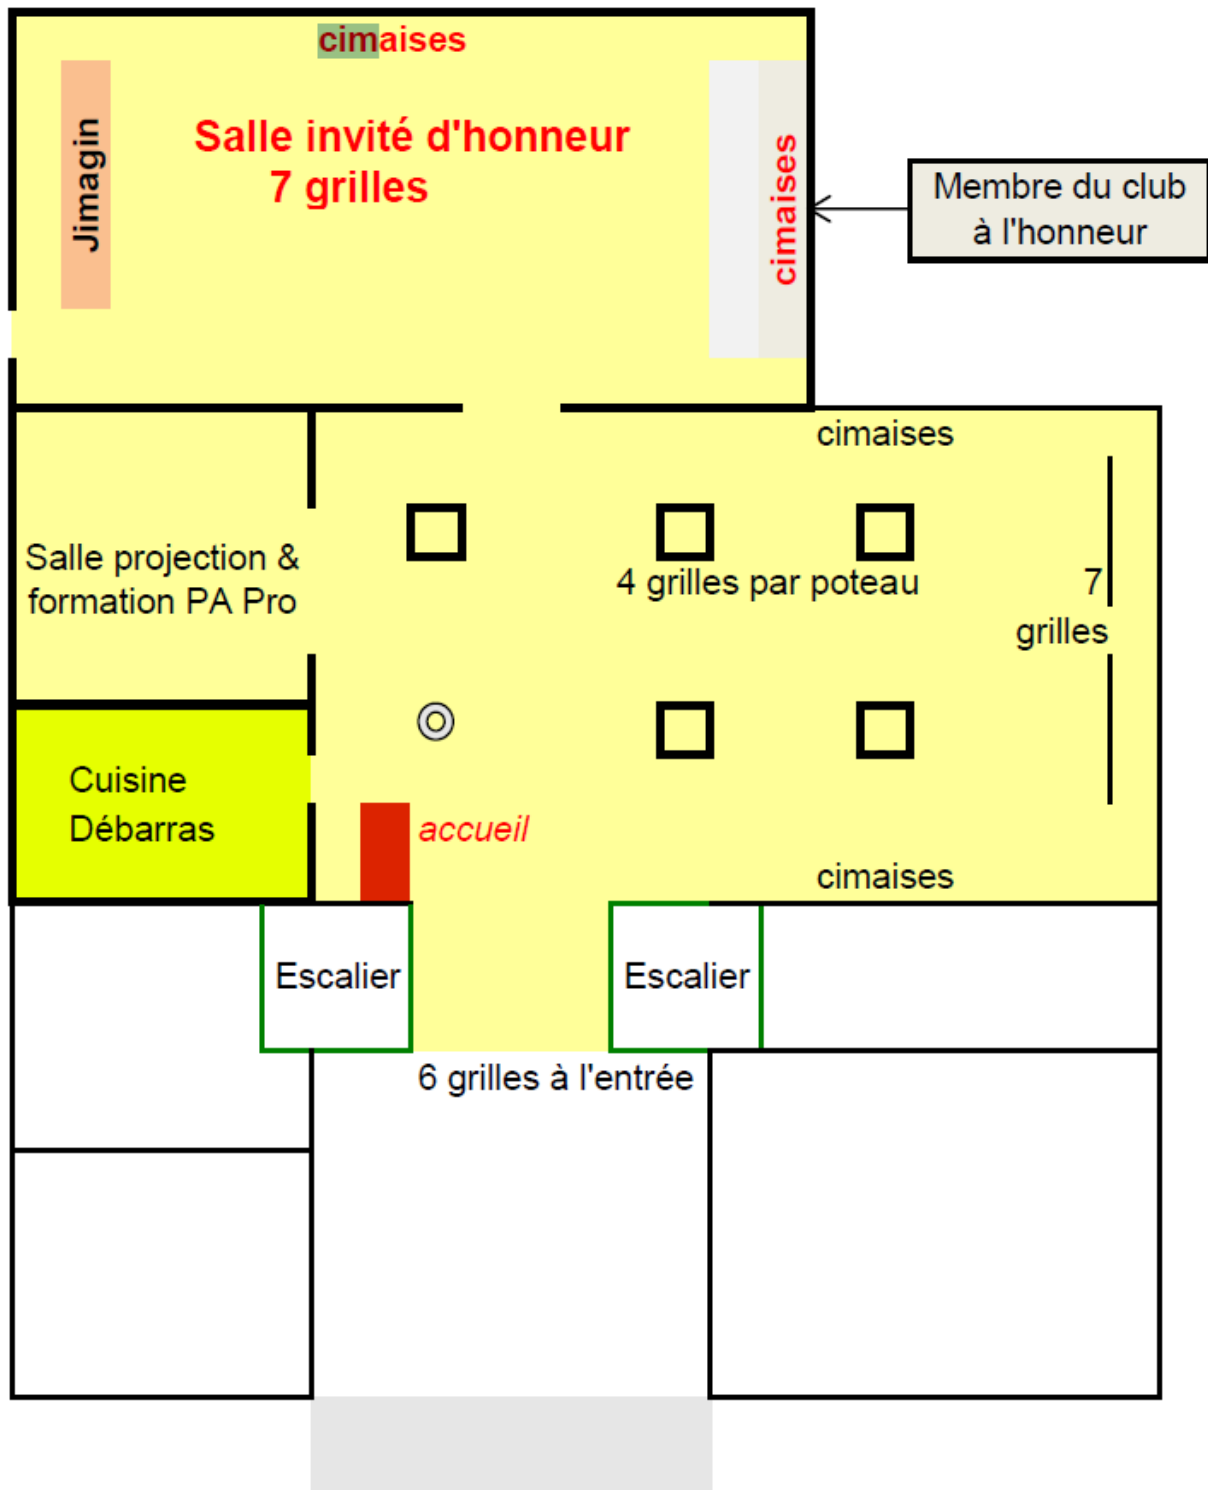 cimaises
Jimagin
Salle invité d'honneur
7 grilles
cimaises
Membre du club
à l'honneur
cimaises
Salle projection &
formation PA Pro
4 grilles par poteau
7
grilles
Cuisine
Débarras
accueil
cimaises
Escalier
Escalier
6 grilles à l'entrée